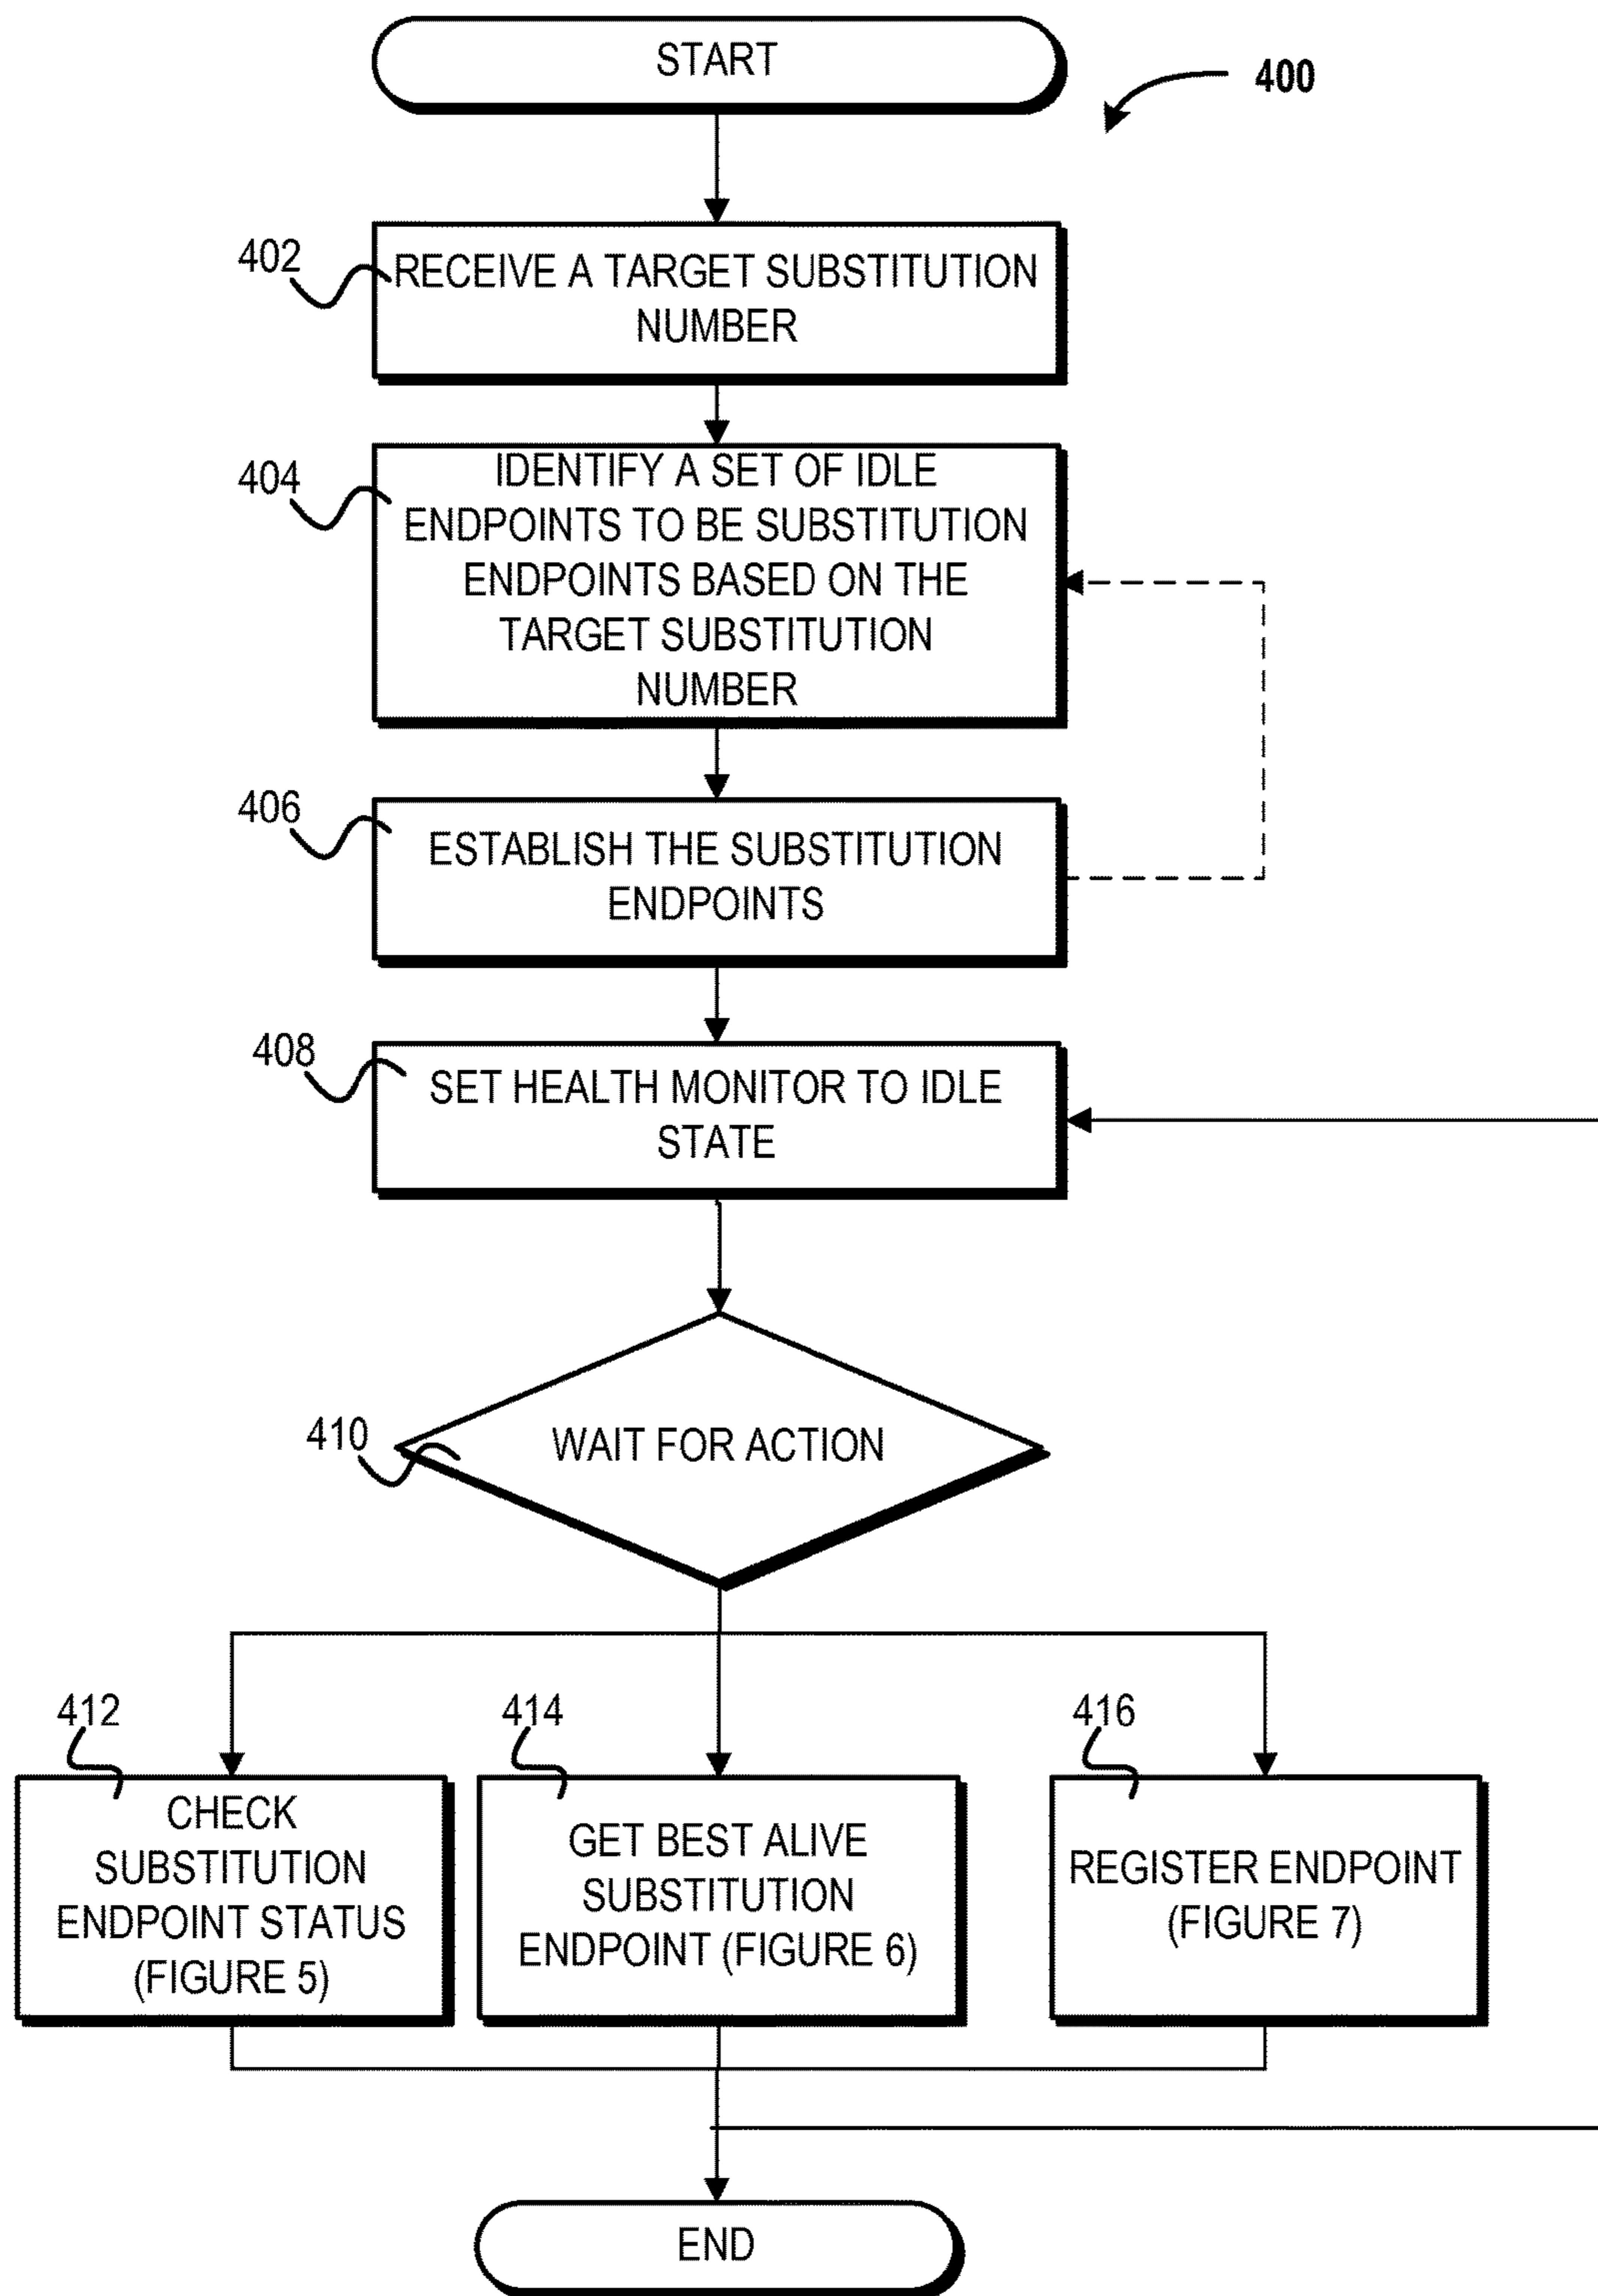 START
400
402
RECEIVE A TARGET SUBSTITUTION
NUMBER
404
IDENTIFY A SET OF IDLE
ENDPOINTS TO BE SUBSTITUTION
ENDPOINTS BASED ON THE
TARGET SUBSTITUTION
NUMBER
406
ESTABLISH THE SUBSTITUTION
ENDPOINTS
408
SET HEALTH MONITOR TO IDLE
STATE
410
WAIT FOR ACTION
412
CHECK
SUBSTITUTION
ENDPOINT STATUS
(FIGURE 5)
414
GET BEST ALIVE
SUBSTITUTION
ENDPOINT (FIGURE 6)
416
REGISTER ENDPOINT
(FIGURE 7)
END